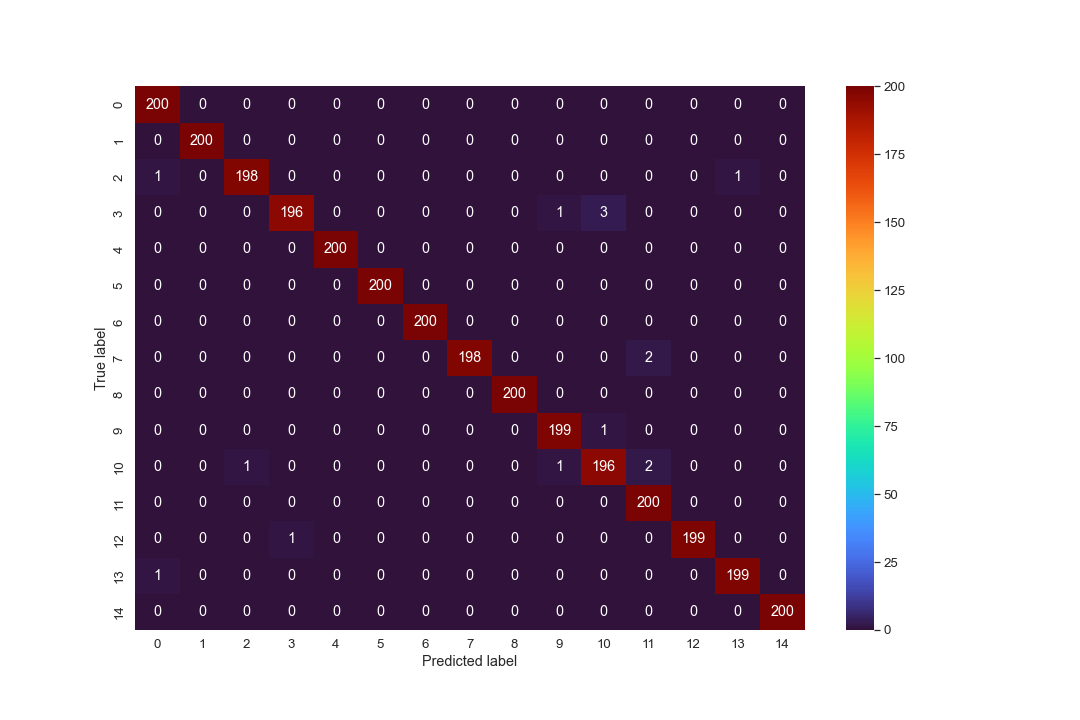 0 200 0 0 0 0 0 0 0 0 0 0 0 0 0 0
1 0 200 0 0 0 0 0 0 0 0 0 0 0 0 0
2 1 0 198 0 0 0 0 0 0 0 0 0 0 1 0
3 0 0 0 196 0 0 0 0 0 1 3 0 0 0 0
4 0 0 0 0 200 0 0 0 0 0 0 0 0 0 0
5 0 0 0 0 0 200 0 0 0 0 0 0 0 0 0
6 0 0 0 0 0 0 200 0 0 0 0 0 0 0 0
7 0 0 0 0 0 0 0 198 0 0 0 2 0 0 0
8 0 0 0 0 0 0 0 0 200 0 0 0 0 0 0
9 0 0 0 0 0 0 0 0 0 199 1 0 0 0 0
10 0 0 1 0 0 0 0 0 0 1 196 2 0 0 0
11 0 0 0 0 0 0 0 0 0 0 0 200 0 0 0
12 0 0 0 1 0 0 0 0 0 0 0 0 199 0 0
13 1 0 0 0 0 0 0 0 0 0 0 0 0 199 0
14 0 0 0 0 0 0 0 0 0 0 0 0 0 0 200
0 1 2 3 4 5 6 7 8 9 10 11 12 13 14
Predicted label
True label
200
175
150
125
100
75
50
25
0